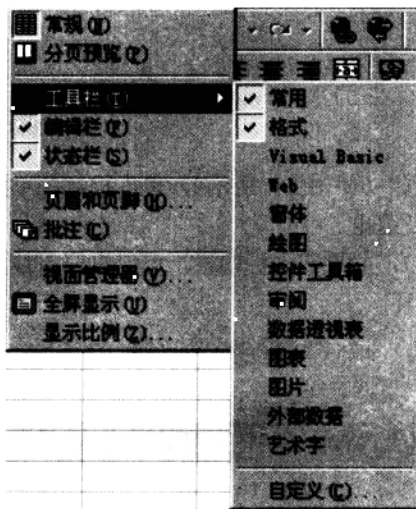 常规(N)
分页预览(P)
工具栏(T)
编辑栏(F)
状态栏(S)
页眉和页脚(H)...
批注(C)
视面管理器(V)...
全屏显示(U)
显示比例(Z)...
常用
格式
Visual Basic
Web
窗体
绘图
控件工具箱
审阅
数据透视表
图表
图片
外部数据
艺术字
自定义(C)...